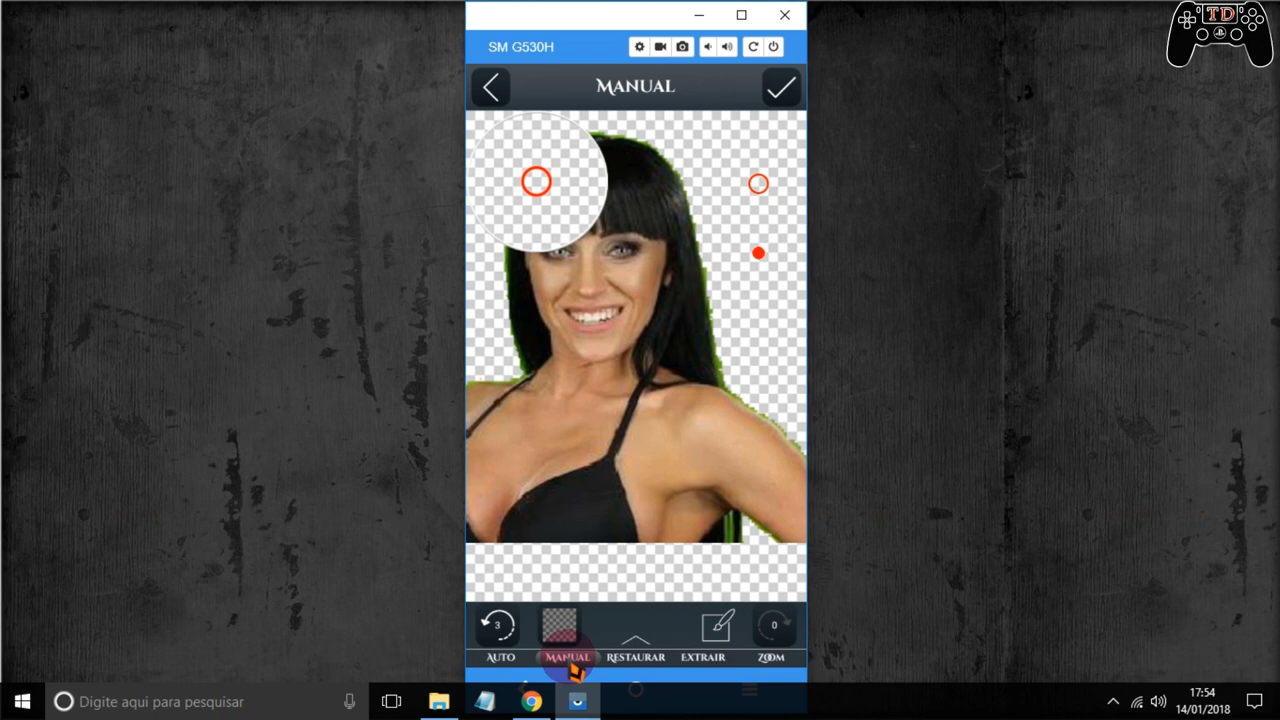 TD
SM G530H
MANUAL
3
0
AUTO
MANUAL
RESTAURAR
EXTRAIR
ZOOM
Digite aqui para pesquisar
17:54
14/01/2018